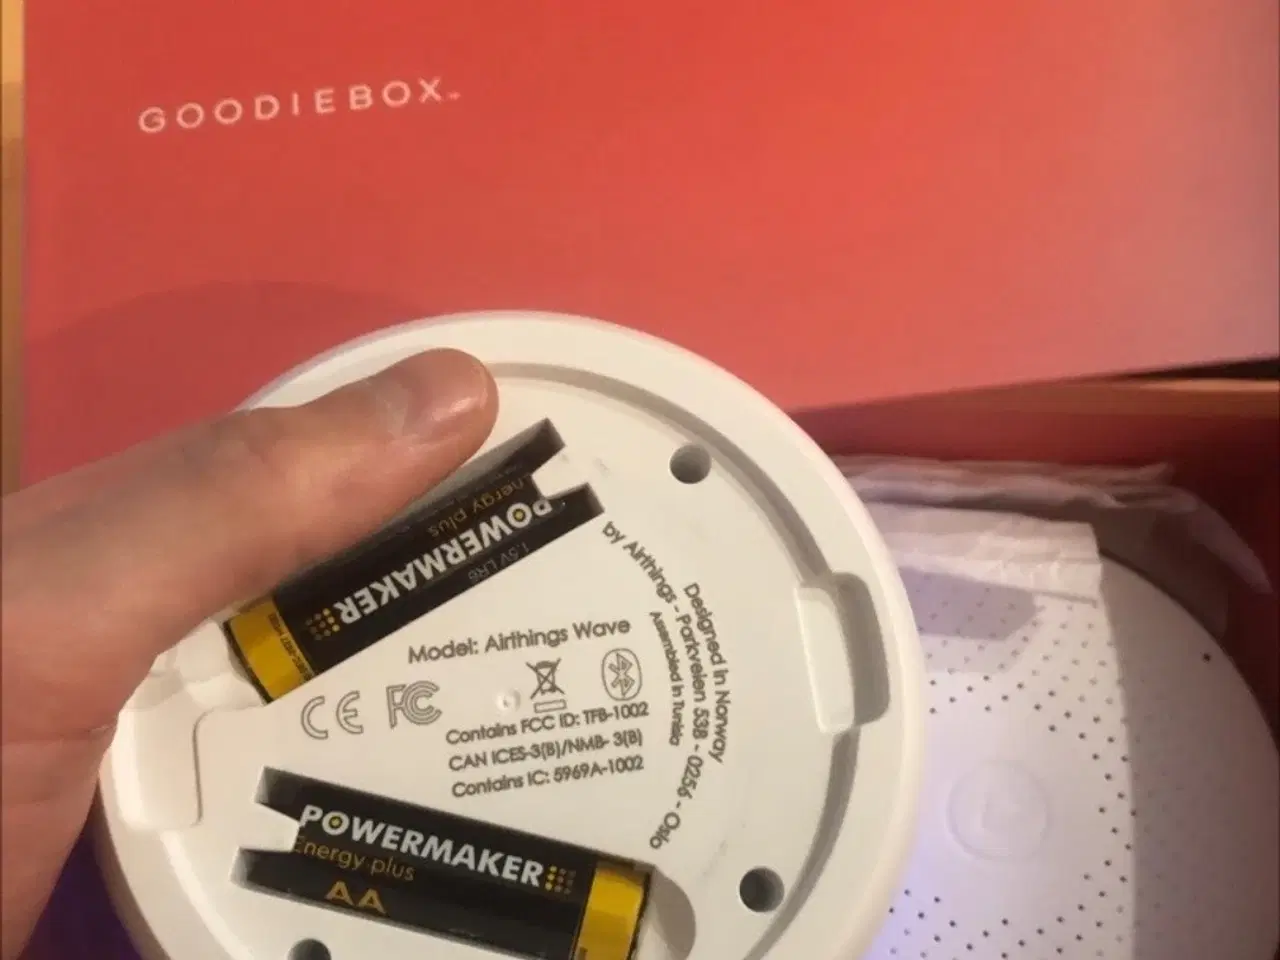 GOODIEBOX
Energy plus
POWERMAKER
1.5V LR6
Model: Airthings Wave
CE FC
Contains FCC ID: TFB-1002
CAN ICES-3(B)/NMB- 3(B)
Contains IC: 5969A-1002
Designed in Norway
by Airthings - Parkveien 53B - 0256 - Oslo
Assembled in Tunisia
POWERMAKER
Energy plus
AA